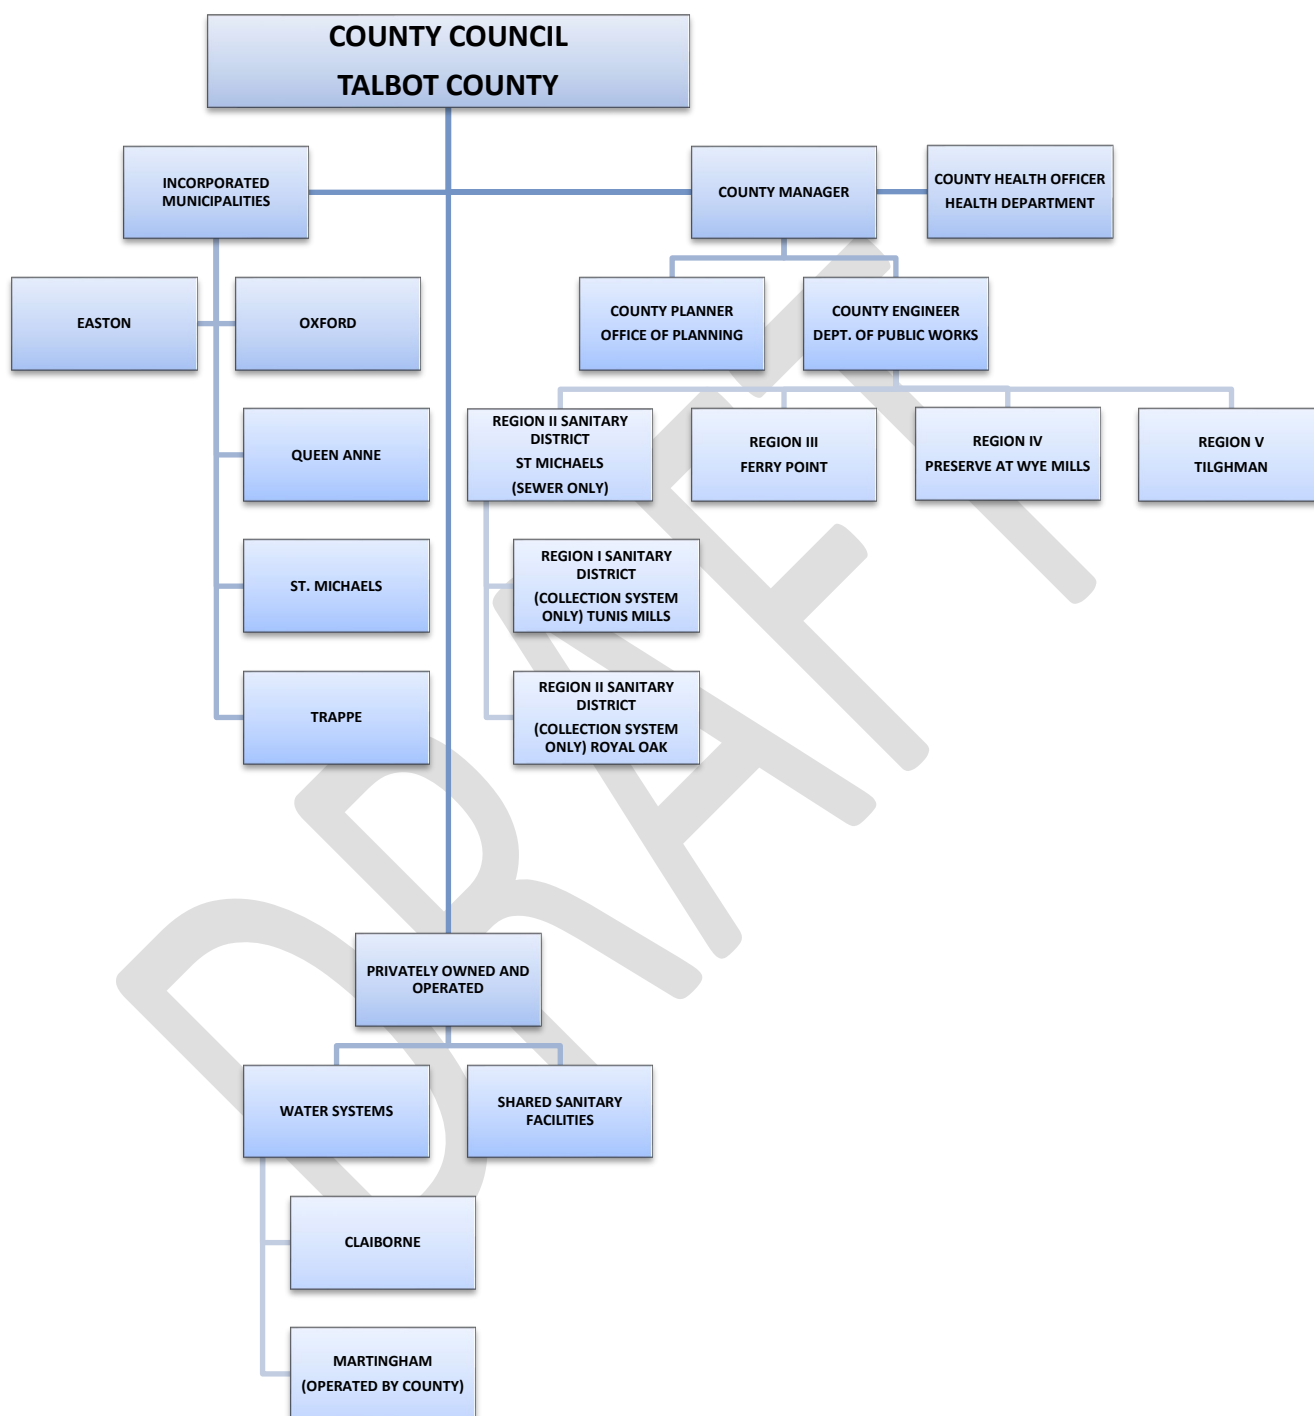 COUNTY COUNCIL
TALBOT COUNTY
INCORPORATED
MUNICIPALITIES
COUNTY MANAGER
COUNTY HEALTH OFFICER
HEALTH DEPARTMENT
EASTON
OXFORD
COUNTY PLANNER
OFFICE OF PLANNING
COUNTY ENGINEER
DEPT. OF PUBLIC WORKS
QUEEN ANNE
REGION II SANITARY
DISTRICT
ST MICHAELS
(SEWER ONLY)
REGION III
FERRY POINT
REGION IV
PRESERVE AT WYE MILLS
REGION V
TILGHMAN
ST. MICHAELS
REGION I SANITARY
DISTRICT
(COLLECTION SYSTEM
ONLY) TUNIS MILLS
TRAPPE
REGION II SANITARY
DISTRICT
(COLLECTION SYSTEM
ONLY) ROYAL OAK
PRIVATELY OWNED AND
OPERATED
WATER SYSTEMS
SHARED SANITARY
FACILITIES
CLAIBORNE
MARTINGHAM
(OPERATED BY COUNTY)
DRAFT